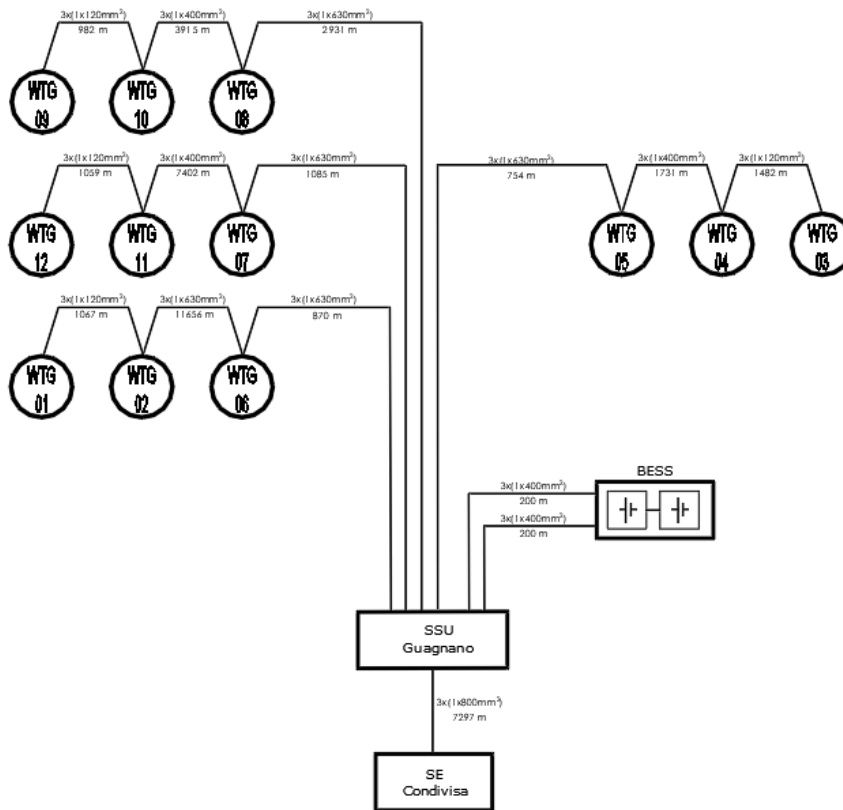 3x(1x120mm²) 3x(1x400mm²) 3x(1x630mm²)
982 m 3915 m 2931 m
WTG 09 WTG 10 WTG 08
3x(1x120mm²) 3x(1x400mm²) 3x(1x630mm²)
1059 m 7402 m 1085 m
WTG 12 WTG 11 WTG 07
3x(1x630mm²) 3x(1x400mm²) 3x(1x120mm²)
754 m 1731 m 1482 m
WTG 05 WTG 04 WTG 03
3x(1x120mm²) 3x(1x630mm²) 3x(1x630mm²)
1067 m 11656 m 870 m
WTG 01 WTG 02 WTG 06
BESS
3x(1x400mm²)
200 m
3x(1x400mm²)
200 m
SSU
Guagnano
3x(1x800mm²)
7297 m
SE
Condivisa